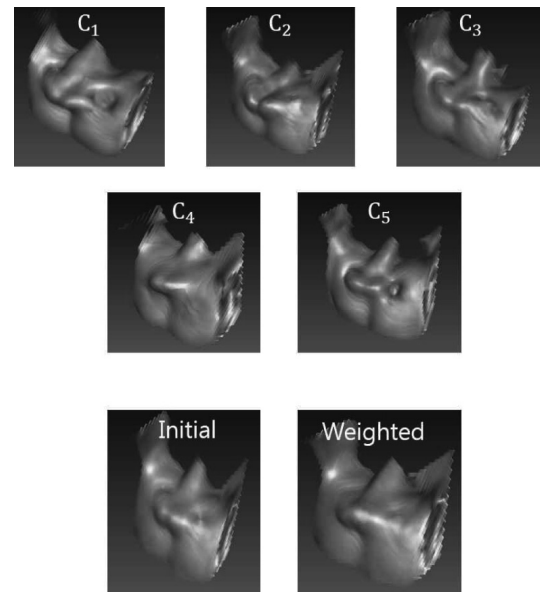 C₁ C₂ C₃
C₄ C₅
Initial Weighted